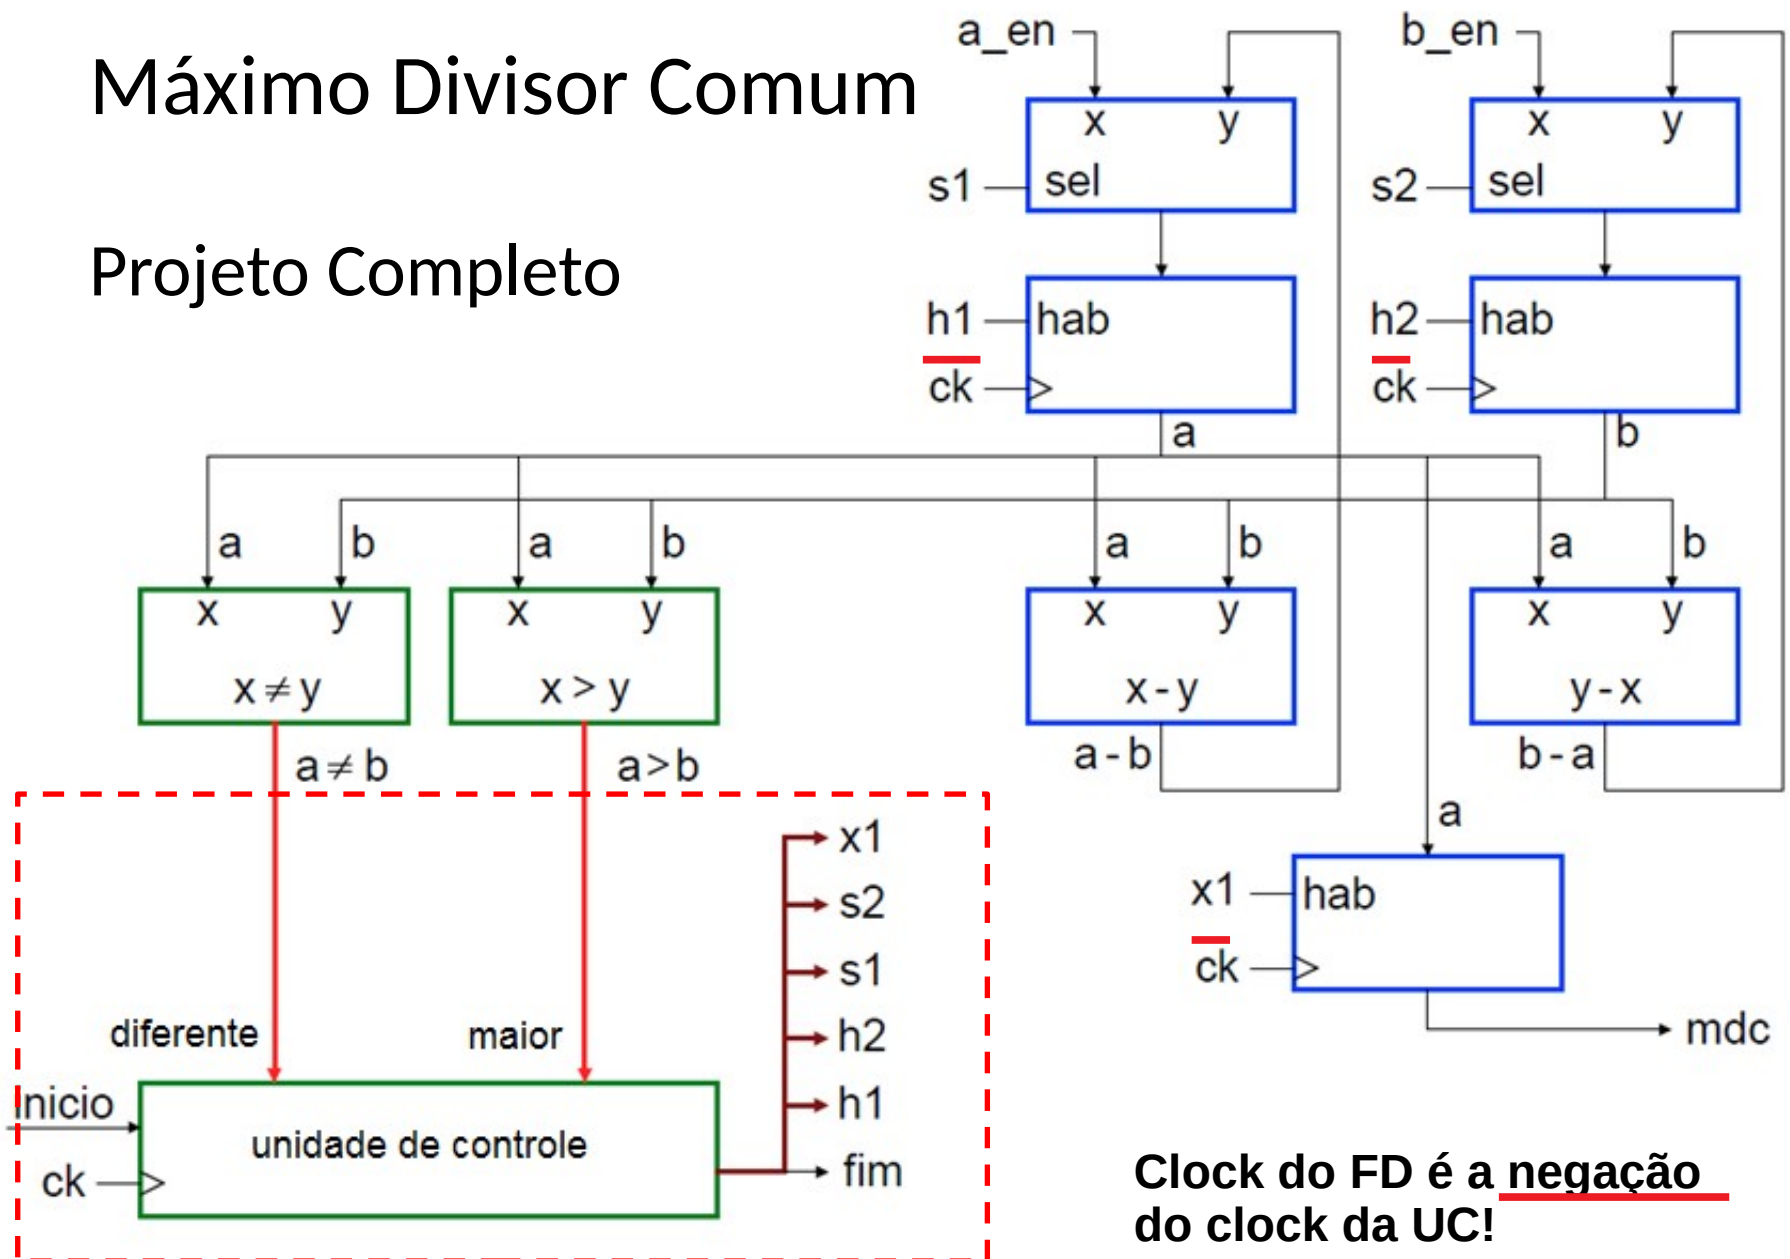 Máximo Divisor Comum
Projeto Completo
a_en
b_en
x y
x y
s1 sel
s2 sel
h1 hab
h2 hab
ck
ck
a
b
a b a b a b a b
x y x y x y x y
x ≠ y x > y x - y y - x
a ≠ b a > b a - b b - a
a
x1
s2
s1
h2
h1
fim
x1 hab
ck
mdc
diferente maior
inicio
unidade de controle
ck
Clock do FD é a negação
do clock da UC!